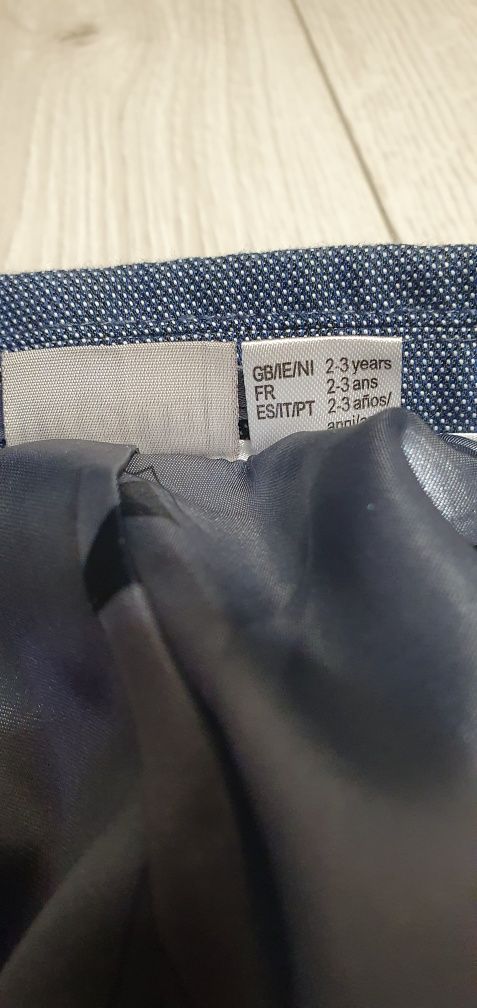 GB/IE/NI 2-3 years
FR 2-3 ans
ES/IT/PT 2-3 años/